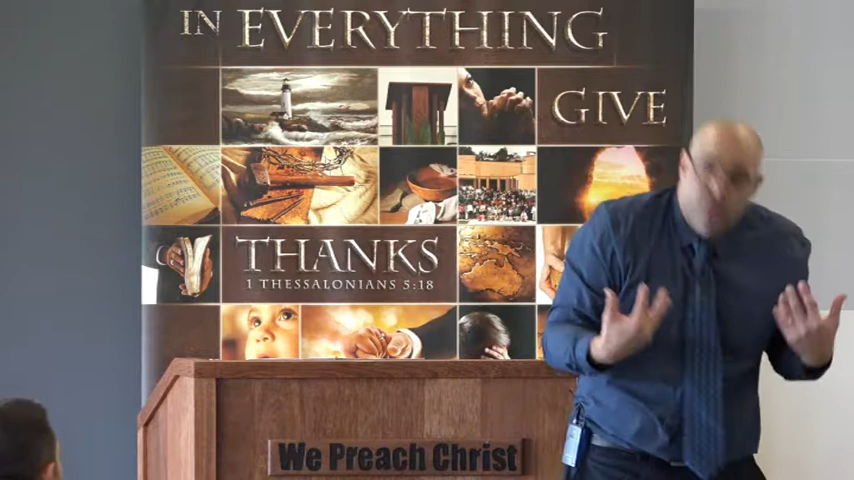 IN EVERYTHING
GIVE
THANKS
1 THESSALONIANS 5:18
We Preach Christ